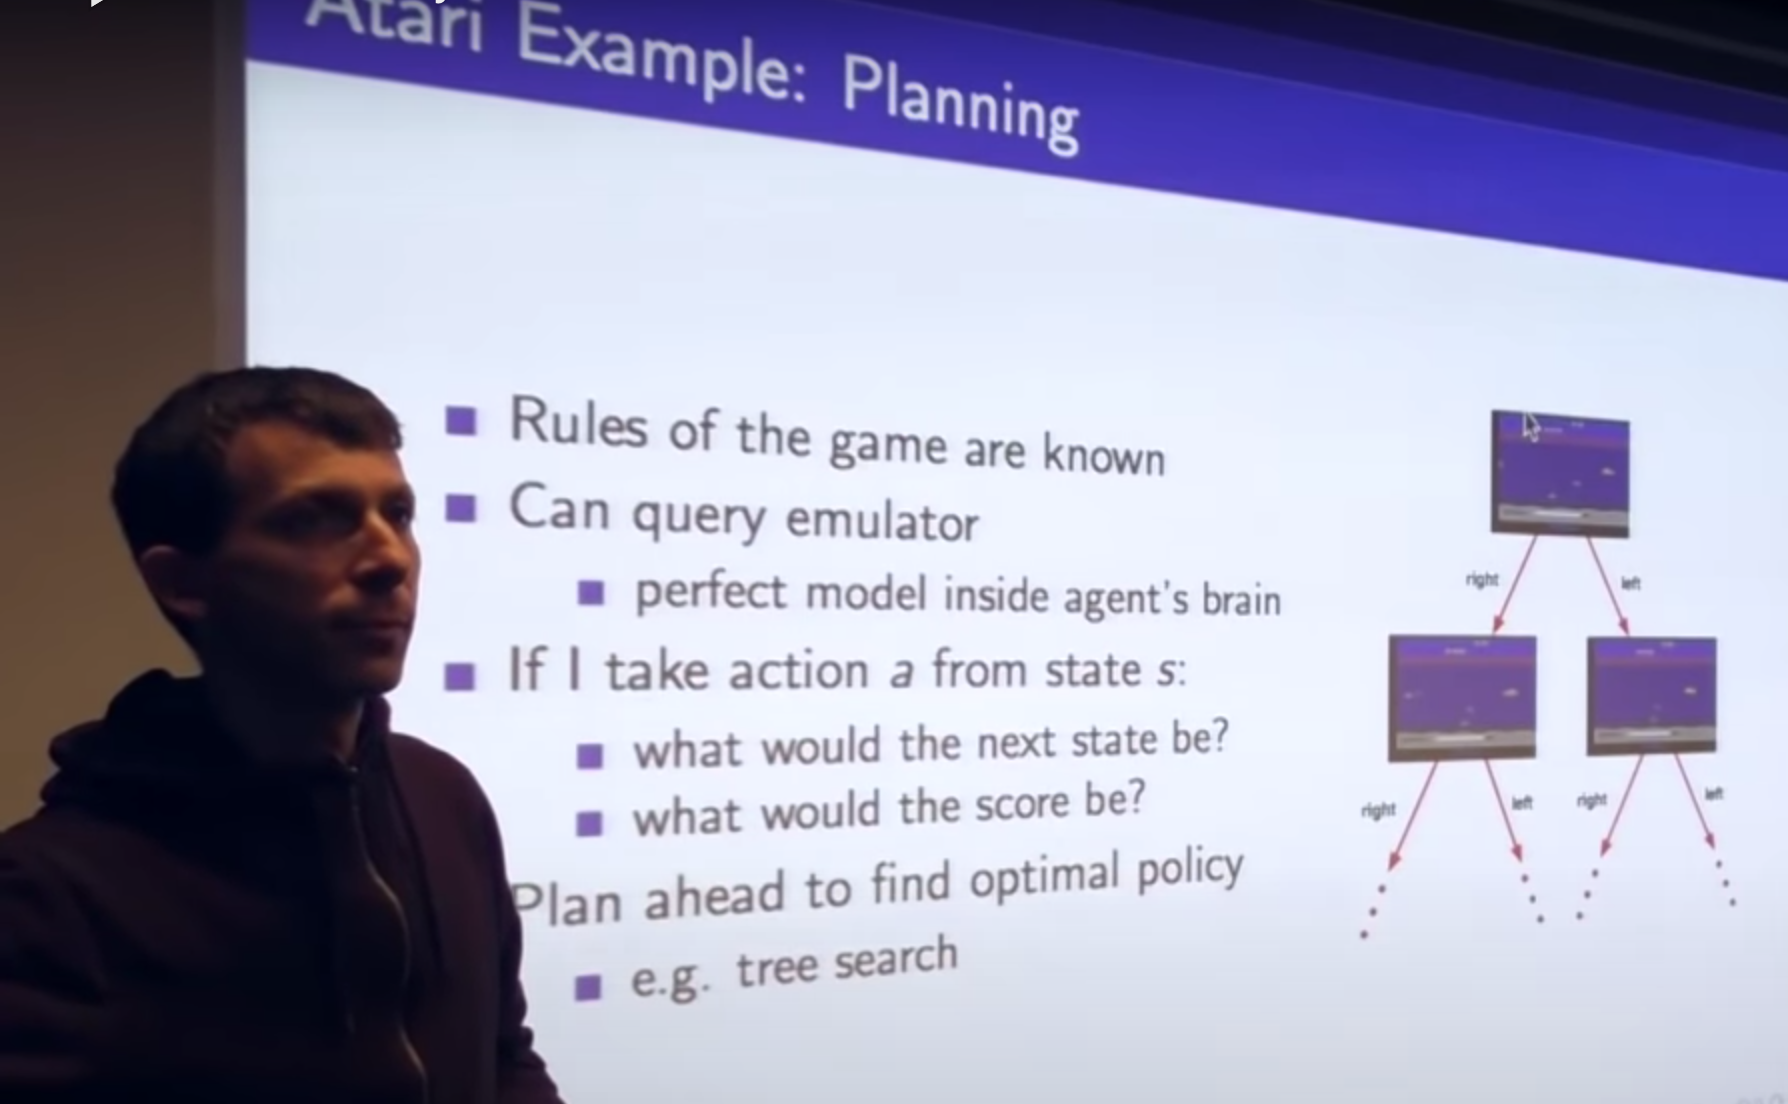 Atari Example: Planning
Rules of the game are known
Can query emulator
perfect model inside agent's brain
If I take action a from state s:
what would the next state be?
what would the score be?
Plan ahead to find optimal policy
e.g. tree search
right
left
right
left
right
left